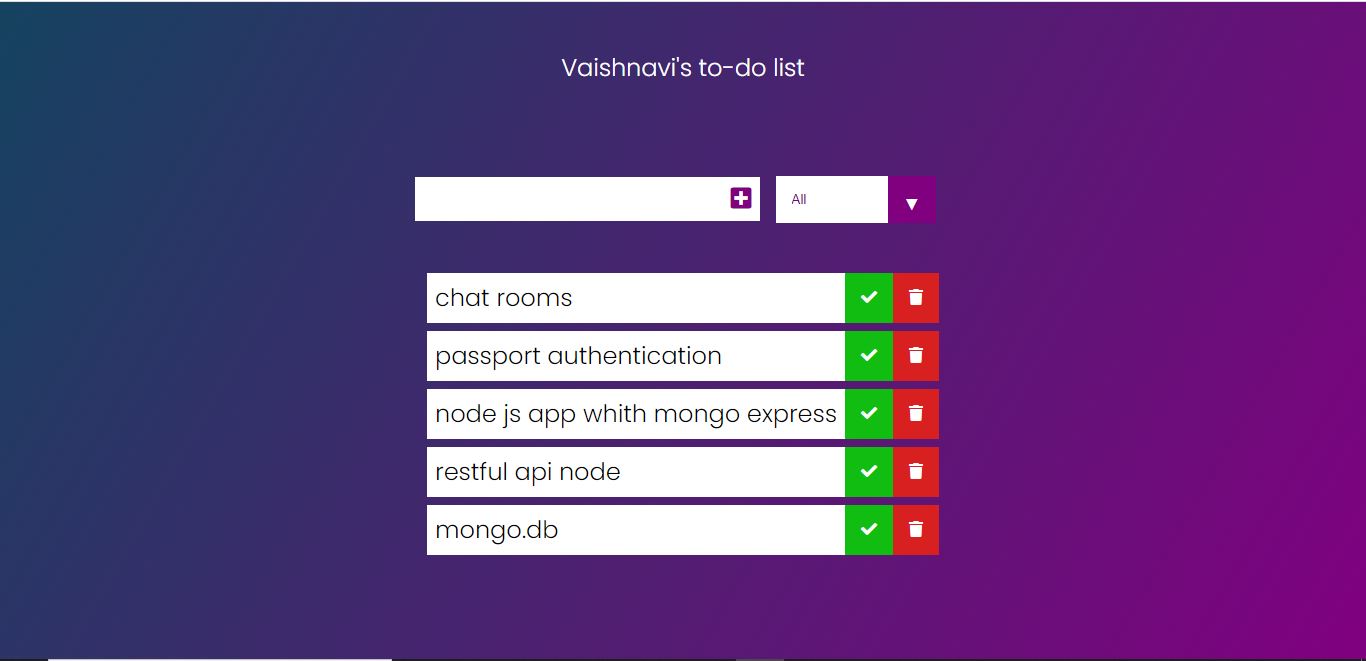 Vaishnavi's to-do list
All
chat rooms
passport authentication
node js app whith mongo express
restful api node
mongo.db